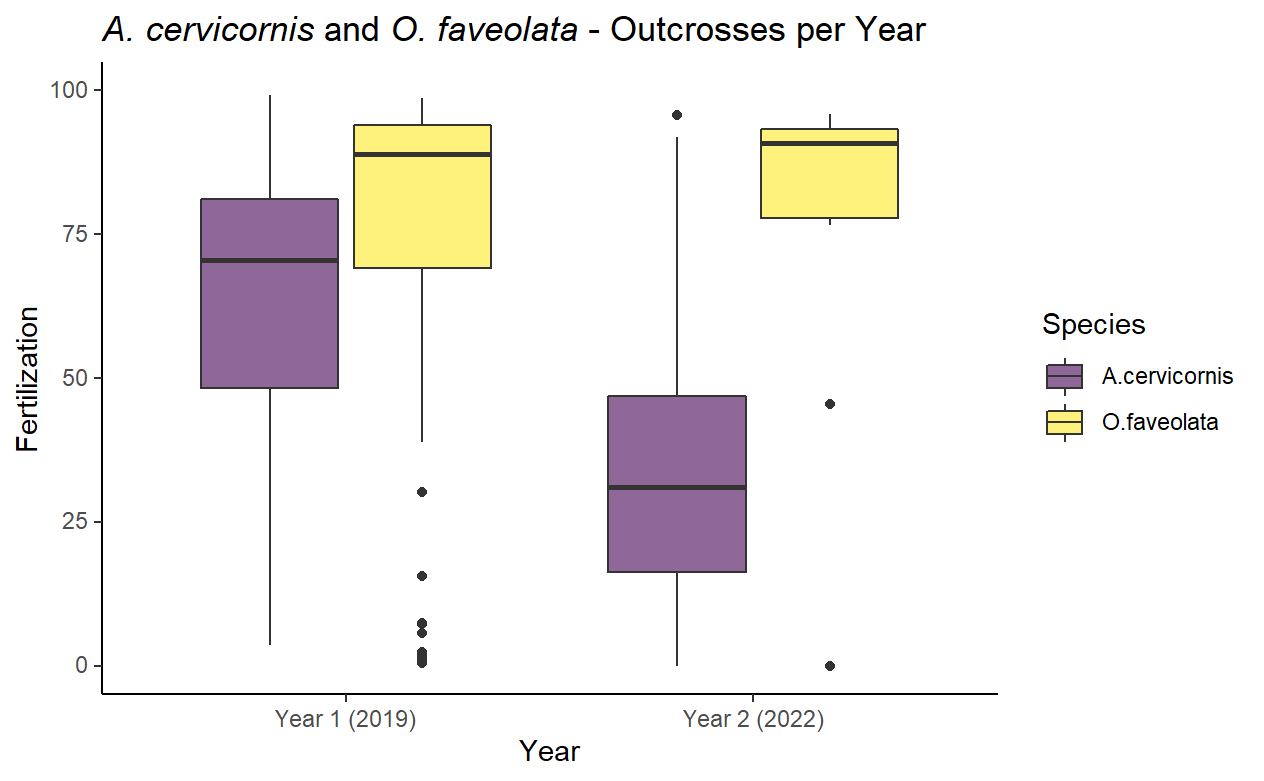 A. cervicornis and O. faveolata - Outcrosses per Year
100
75
50
25
0
Fertilization
Year 1 (2019)
Year 2 (2022)
Year
Species
A.cervicornis
O.faveolata